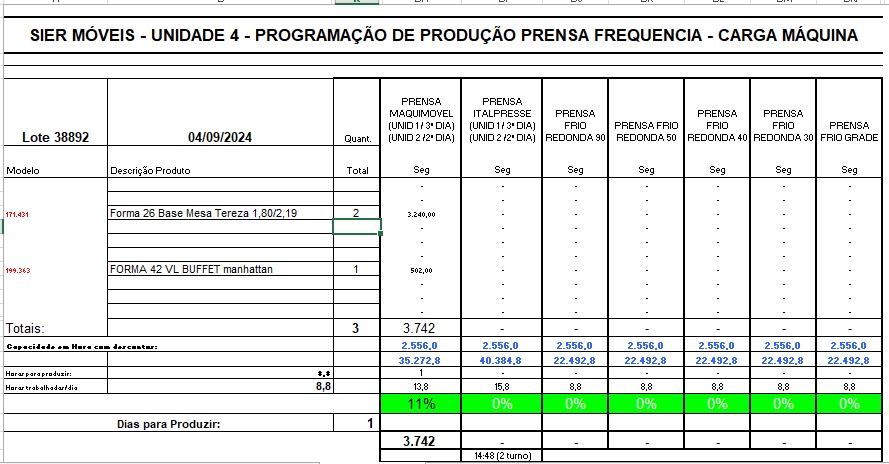 SIER MÓVEIS - UNIDADE 4 - PROGRAMAÇÃO DE PRODUÇÃO PRENSA FREQUENCIA - CARGA MÁQUINA
Lote 38892 04/09/2024 Quant. PRENSA MAQUIMOVEL (UNID 1 / 3ª DIA) (UNID 2 /2ª DIA) PRENSA ITALPRESSE (UNID 1 / 3ª DIA) (UNID 2 /2ª DIA) PRENSA FRIO REDONDA 90 PRENSA FRIO REDONDA 50 PRENSA FRIO REDONDA 40 PRENSA FRIO REDONDA 30 PRENSA FRIO GRADE
Modelo Descrição Produto Total Seg Seg Seg Seg Seg Seg Seg
- - - - - - -
- - - - - - -
171.431 Forma 26 Base Mesa Tereza 1,80/2,19 2 3.240,00 - - - - - -
- - - - - - -
- - - - - - -
- - - - - - -
199.363 FORMA 42 VL BUFFET manhattan 1 502,00 - - - - - -
- - - - - - -
- - - - - - -
- - - - - - -
Totais: 3 3.742 - - - - - -
Capacidade em Hora com descontos: 2.556,0 2.556,0 2.556,0 2.556,0 2.556,0 2.556,0 2.556,0
35.272,8 40.384,8 22.492,8 22.492,8 22.492,8 22.492,8 22.492,8
Horas para produzir: 8,8 1 - - - - - -
Horas trabalhadas/dia 8,8 13,8 15,8 8,8 8,8 8,8 8,8 8,8
11% 0% 0% 0% 0% 0% 0%
Dias para Produzir: 1
3.742 - - - - - -
14:48 (2 turno)